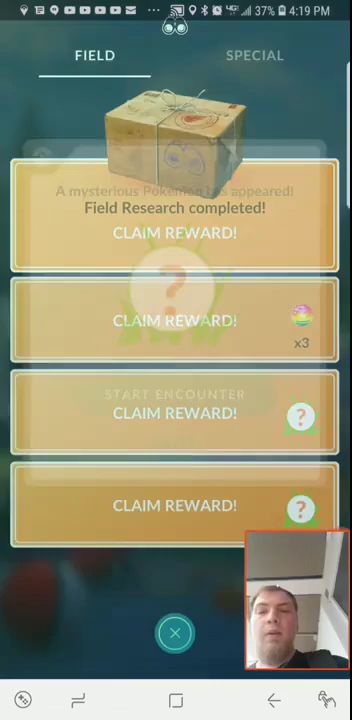 37% 4:19 PM
FIELD SPECIAL
A mysterious Pokémon has appeared!
Field Research completed!
CLAIM REWARD!
CLAIM REWARD!
x3
START ENCOUNTER
CLAIM REWARD!
?
CLAIM REWARD!
?